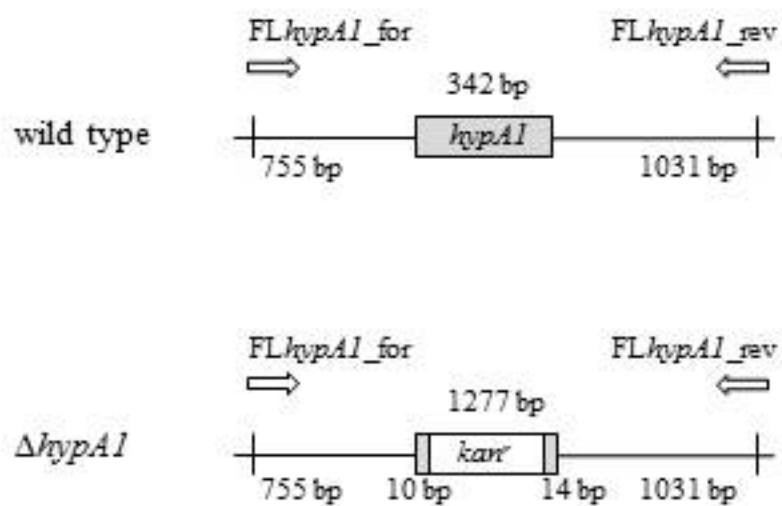 FLhypA1_for FLhypA1_rev
342 bp
wild type hypA1
755 bp 1031 bp
FLhypA1_for FLhypA1_rev
1277 bp
ΔhypA1 kanʳ
755 bp 10 bp 14 bp 1031 bp